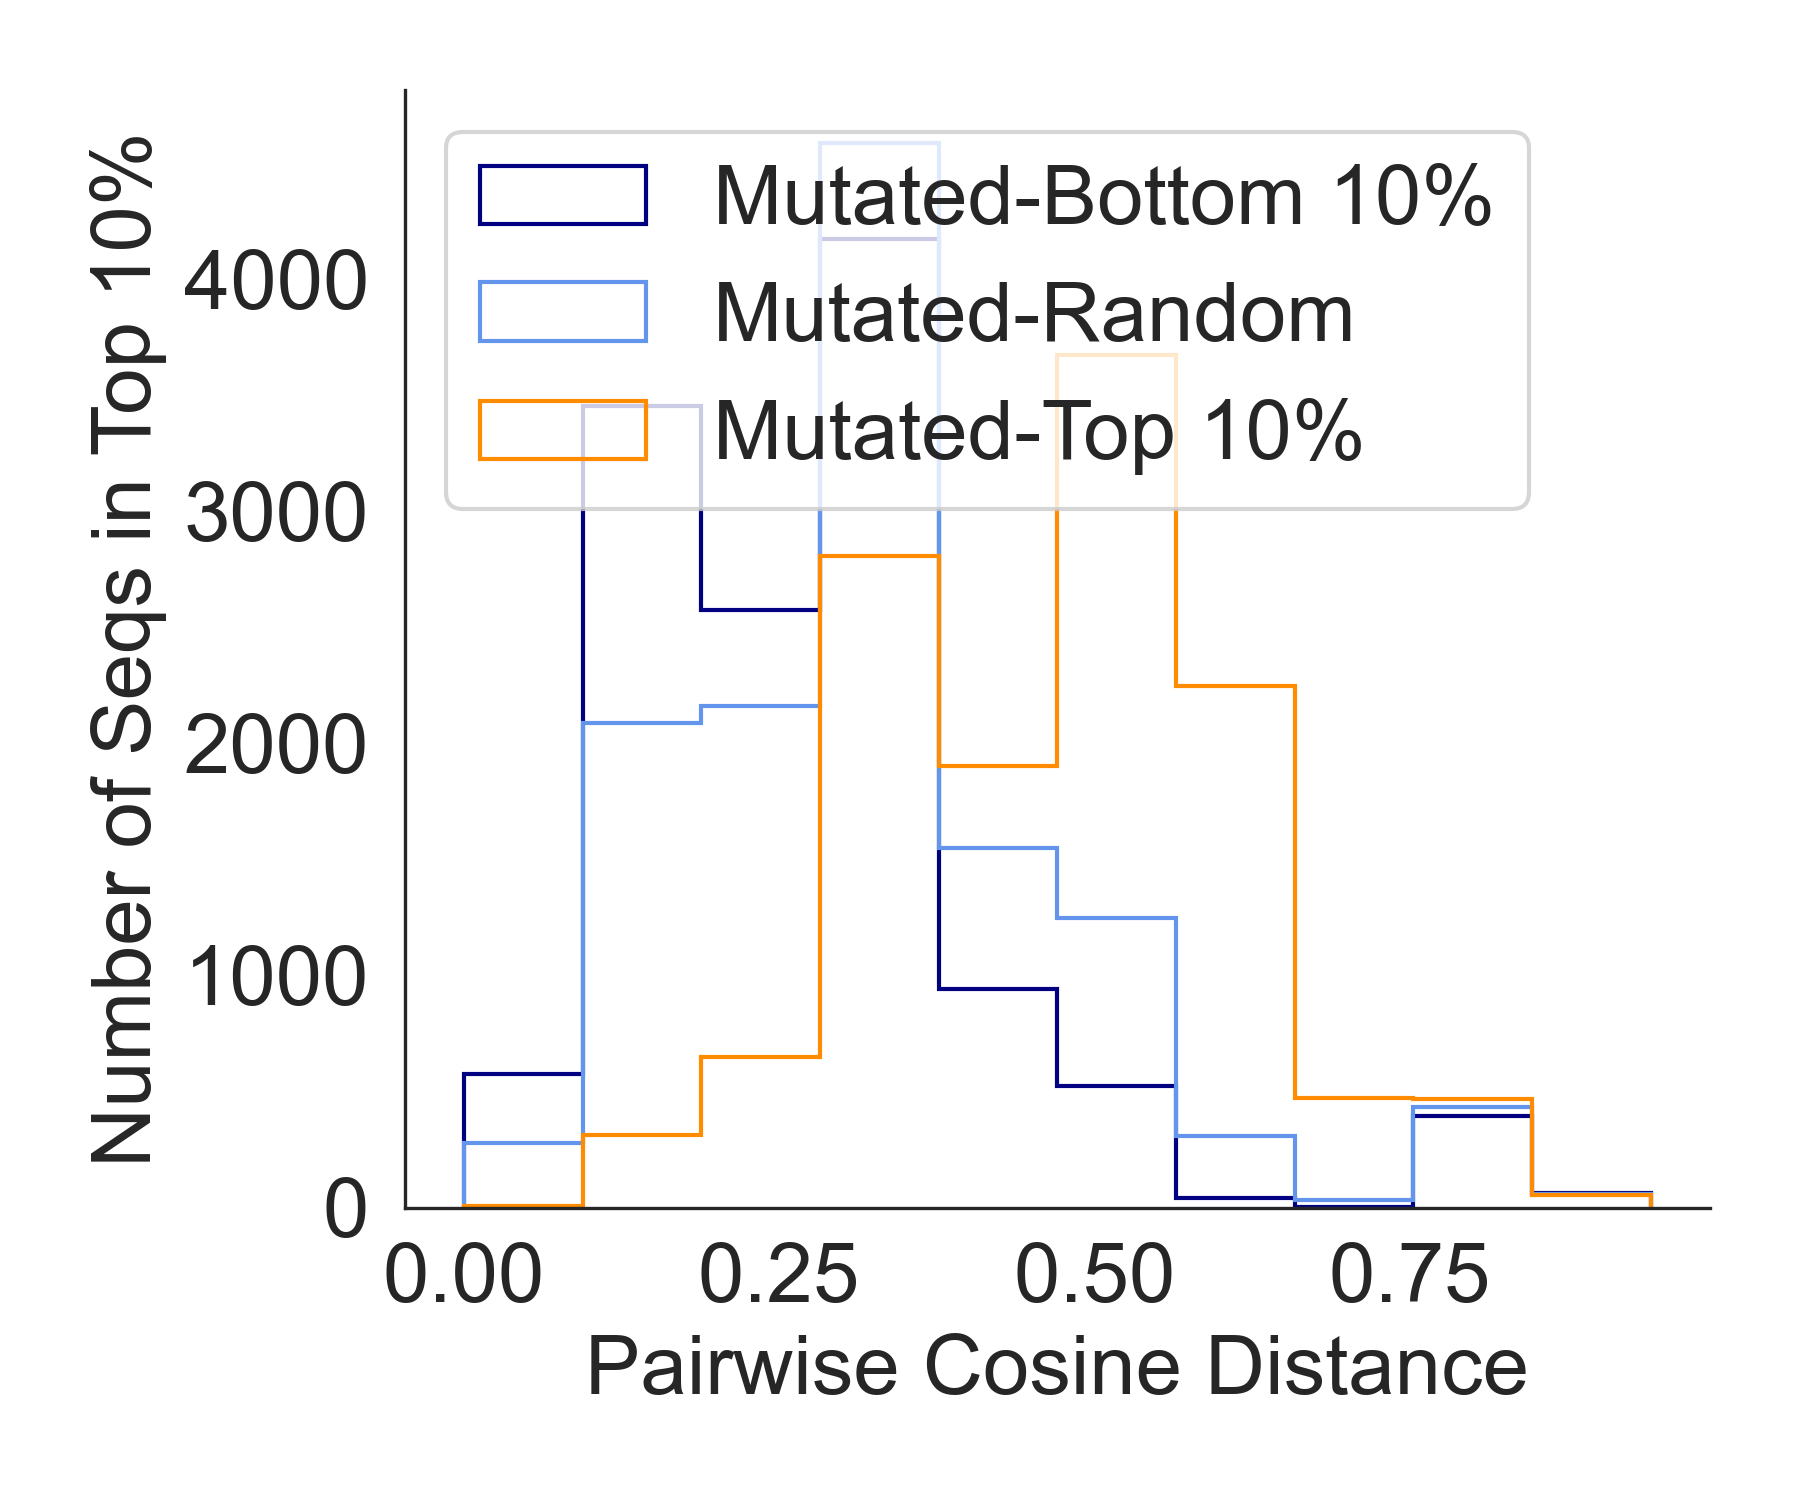 Number of Seqs in Top 10%
4000
3000
2000
1000
0
Mutated-Bottom 10%
Mutated-Random
Mutated-Top 10%
0.00 0.25 0.50 0.75
Pairwise Cosine Distance